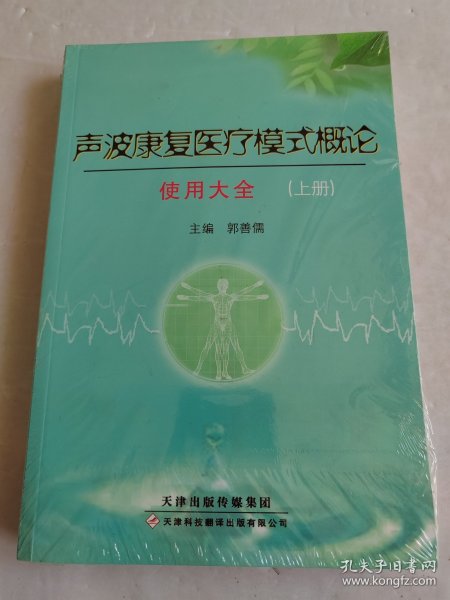 声波康复医疗模式概论
使用大全 (上册)
主编 郭善儒
天津出版传媒集团
天津科技翻译出版有限公司
孔夫子旧书网
www.kongfz.com